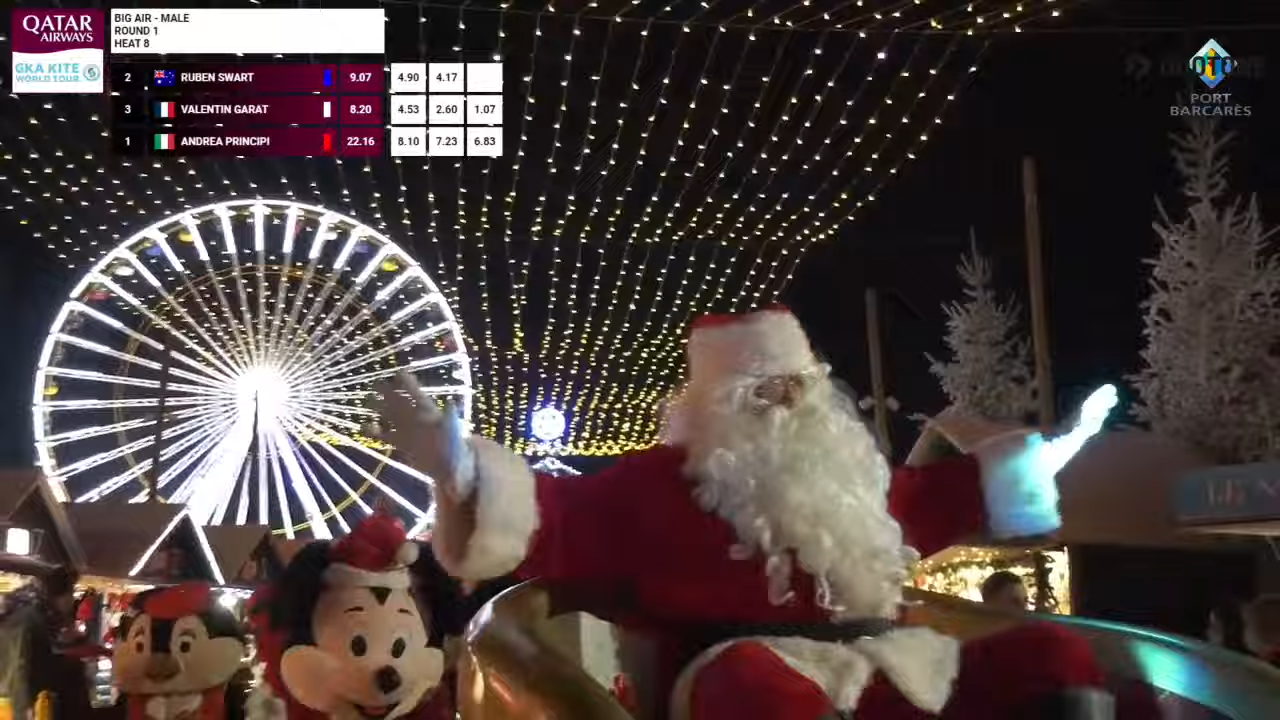 QATAR
AIRWAYS
GKA KITE
WORLD TOUR
BIG AIR - MALE
ROUND 1
HEAT 8
2 RUBEN SWART 9.07 4.90 4.17
3 VALENTIN GARAT 8.20 4.53 2.60 1.07
1 ANDREA PRINCIPI 22.16 8.10 7.23 6.83
PORT
BARCARÈS